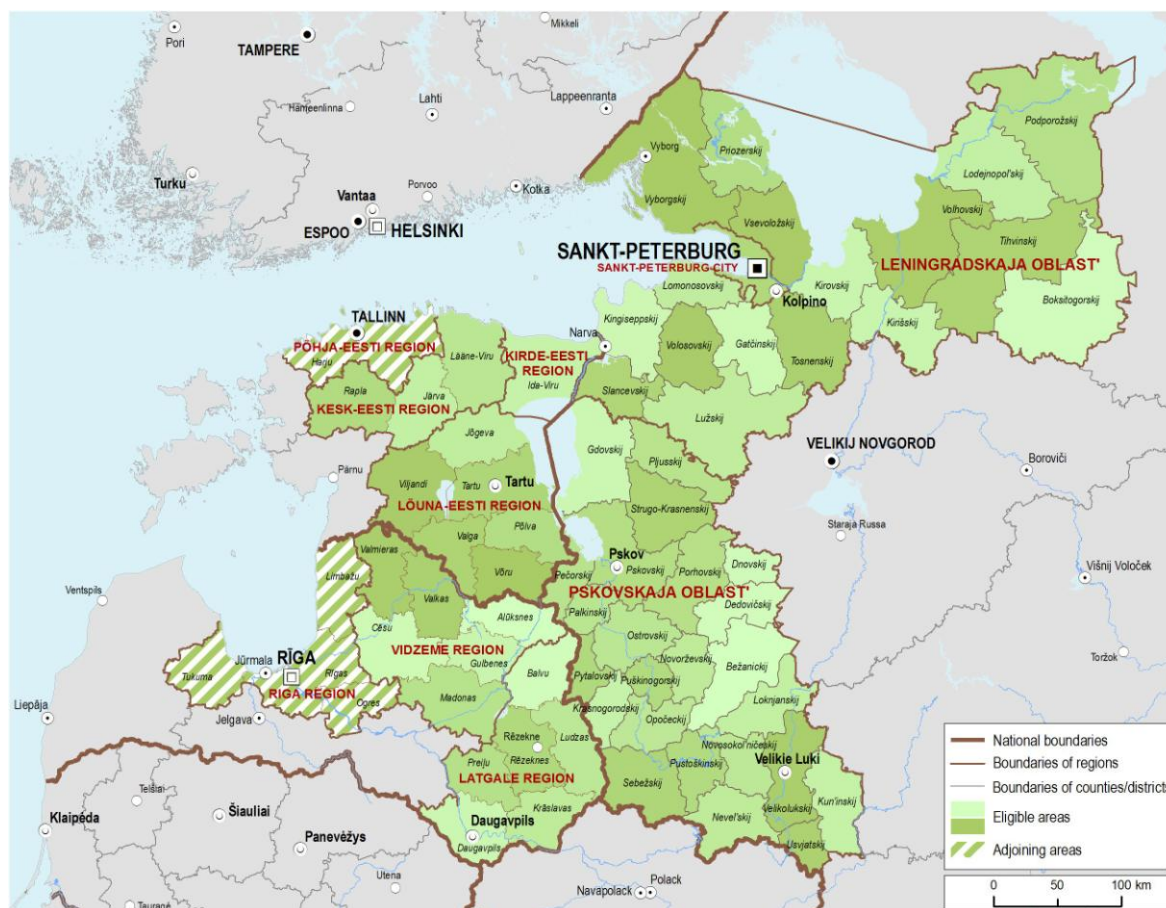 Mikkeli
Pori
TAMPERE
Lahti
Lappeenranta
Hämeenlinna
Podporožskij
Vyborg
Priozerskij
Lodejnopol'skij
Turku
Vantaa
Porvoo
Kotka
Vyborgskij
ESPOO
HELSINKI
Vsevoložskij
Volhovskij
Tihvinskij
SANKT-PETERBURG
SANKT-PETERBURG-CITY
LENINGRADSKAJA OBLAST'
Lomonosovskij
Kolpino
Kirovskij
Boksitogorskij
TALLINN
Kingiseppskij
Kirišskij
PÕHJA-EESTI REGION
Harju
Lääne-Viru
KIRDE-EESTI
REGION
Narva
Volosovskij
Gatčinskij
Tosnenskij
Ida-Viru
Rapla
Järva
KESK-EESTI REGION
Slancevskij
Lužskij
Jõgeva
Gdovskij
VELIKIJ NOVGOROD
Pljusskij
Boroviči
Pärnu
Viljandi
Tartu
Tartu
LÕUNA-EESTI REGION
Strugo-Krasnenskij
Põlva
Valga
Staraja Russa
Valmieras
Võru
Pskov
Dnovskij
Višnij Voloček
Limbažu
Pečorskij
Pskovskij
Porhovskij
Ventspils
Valkas
PSKOVSKAJA OBLAST'
Dedovičskij
Alūksnes
Palkinskij
Cēsu
Ostrovskij
VIDZEME REGION
Gulbenes
Novorževskij
Bežanickij
Toržok
RĪGA
Jūrmala
Rīgas
Balvu
Pytalovskij
Puškinogorskij
Tukuma
RIGA REGION
Ogres
Madonas
Krasnogorodskij
Loknjanskij
Liepāja
Jelgava
Opočeckij
Rēzekne
Ludzas
Rēzeknes
Novosokol'ničeskij
Preiļu
Pustoškinskij
Velikie Luki
LATGALE REGION
Sebežskij
Telšiai
Krāslavas
Velikolukskij
Kun'inskij
Klaipėda
Šiauliai
Daugavpils
Nevel'skij
Panevėžys
Daugavpils
Usvjatskij
Utena
Navapolack
Polack
Tauragė
National boundaries
Boundaries of regions
Boundaries of counties/districts
Eligible areas
Adjoining areas
0 50 100 km